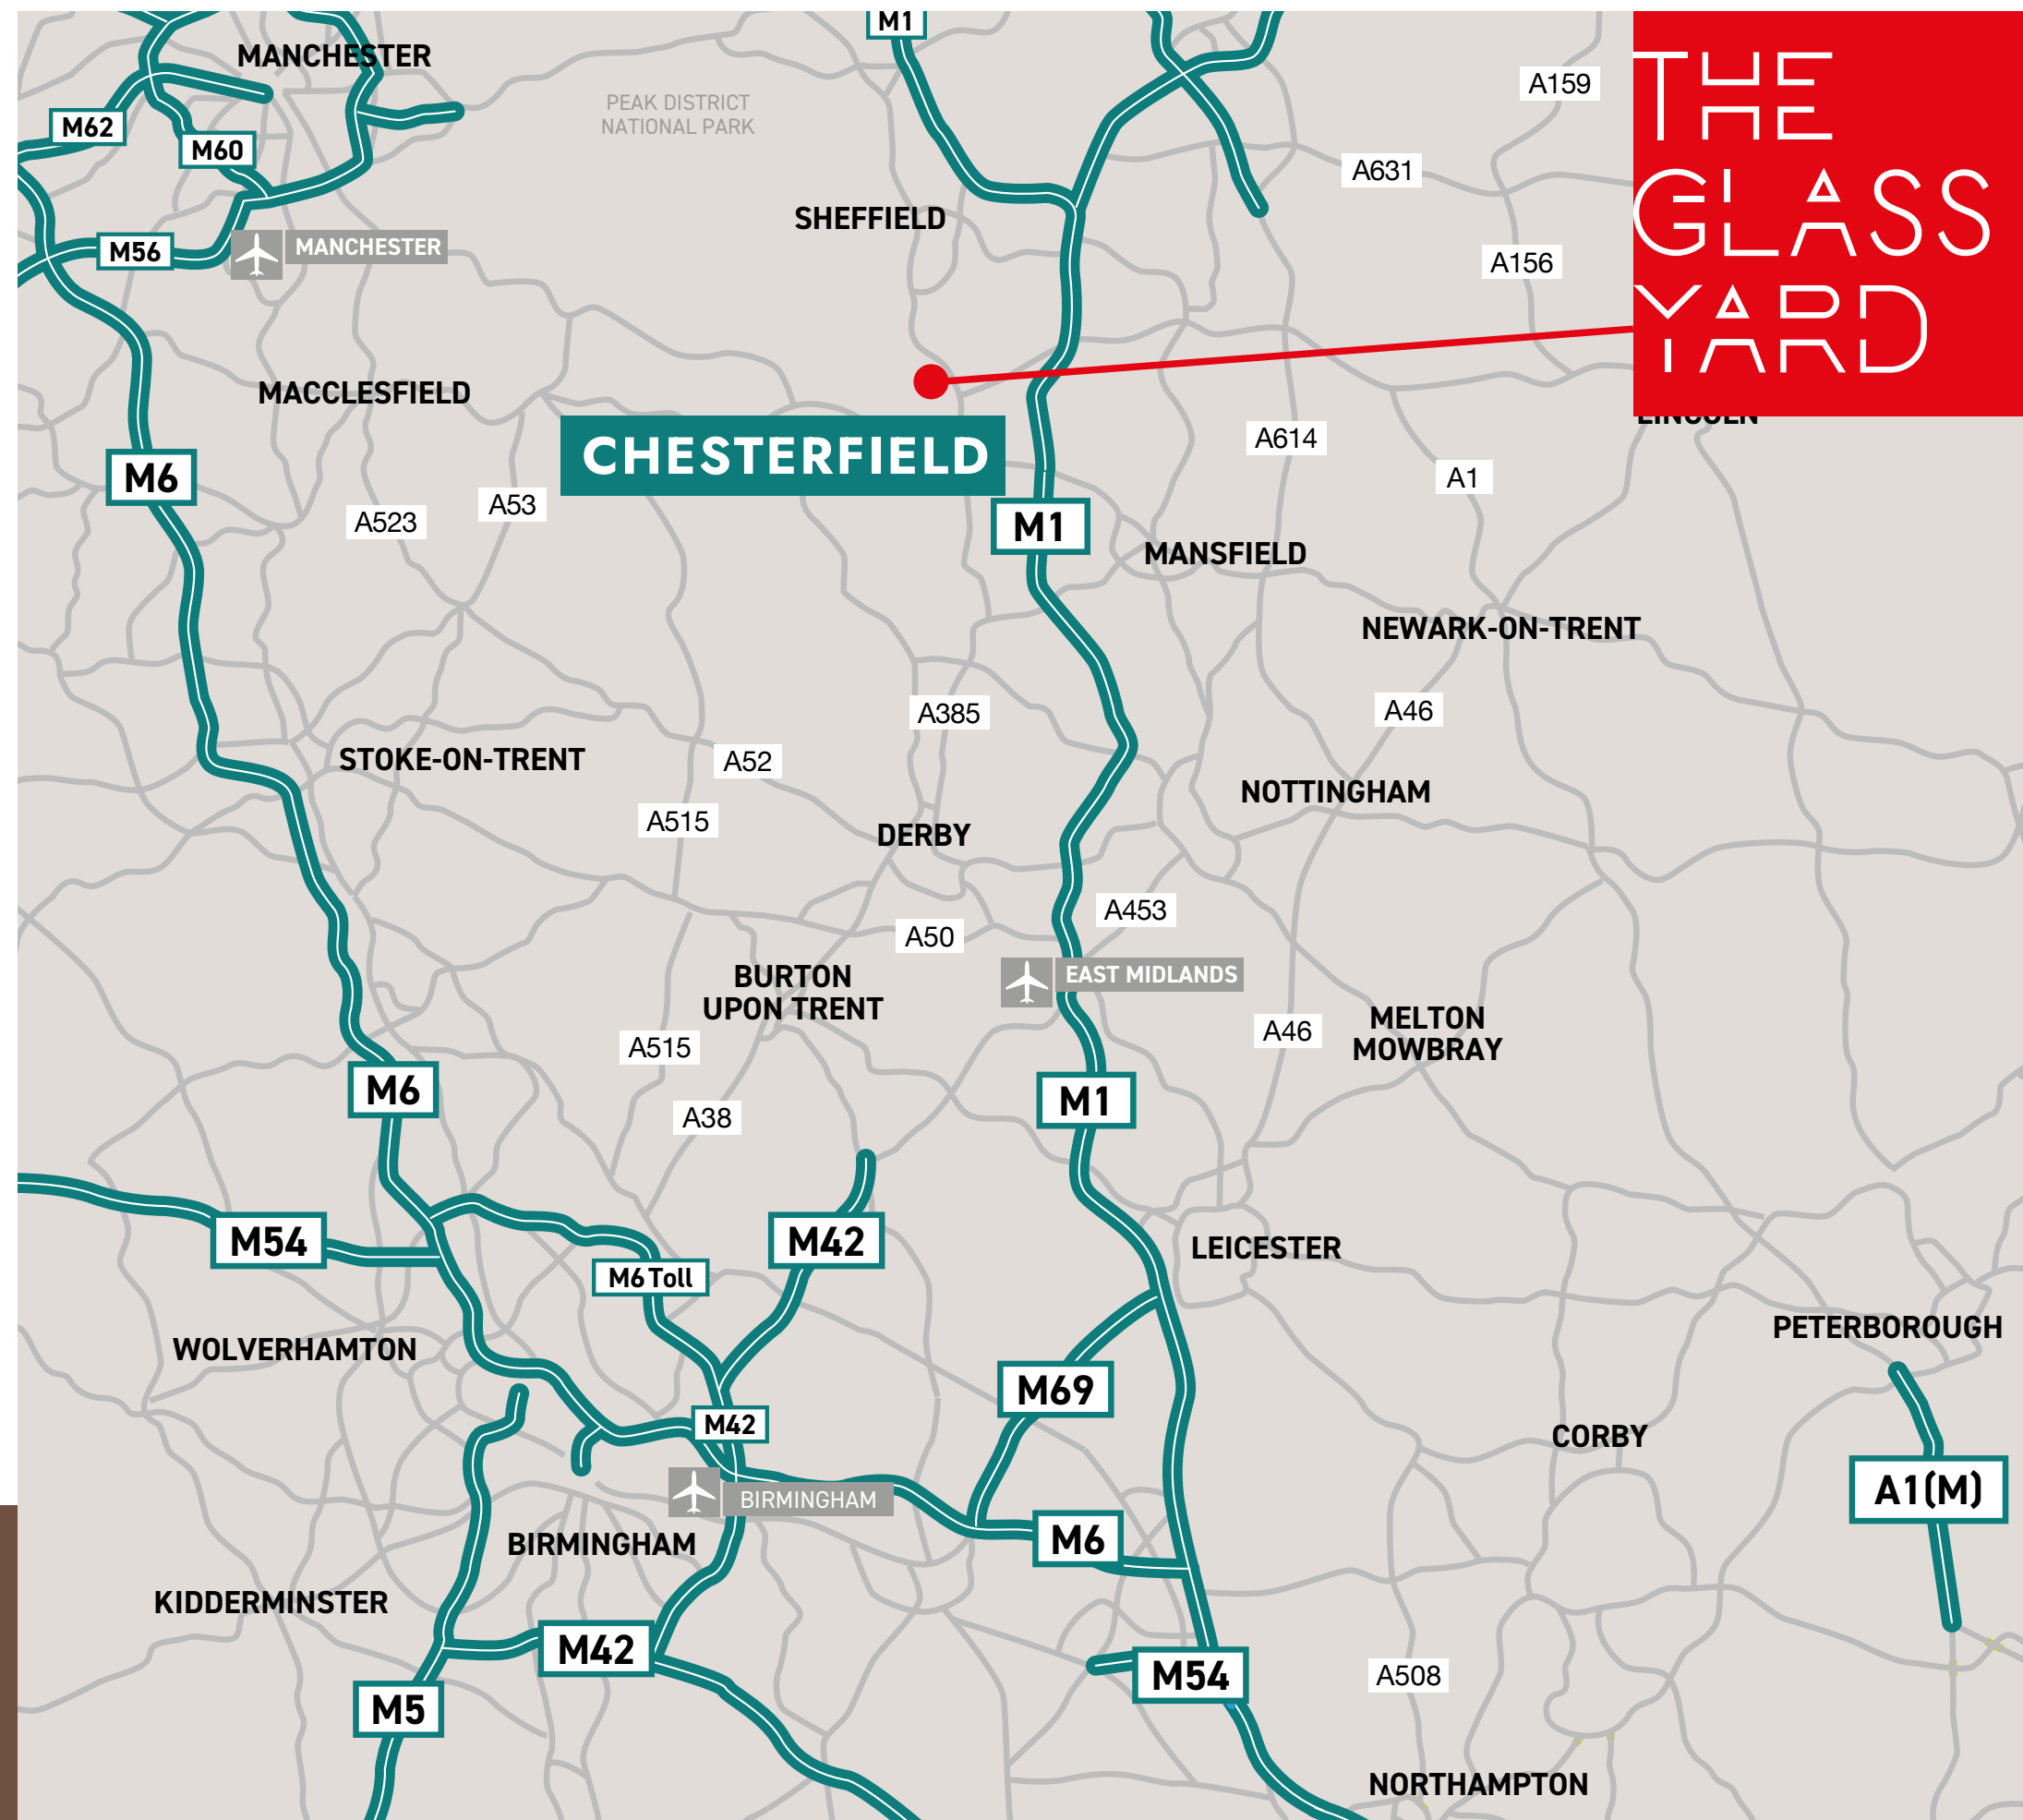 M1
MANCHESTER
THE
GLASS
YARD
A159
PEAK DISTRICT
NATIONAL PARK
M62
M60
A631
SHEFFIELD
M56
MANCHESTER
A156
MACCLESFIELD
LINCOLN
CHESTERFIELD
A614
M6
A1
A53
A523
M1
MANSFIELD
NEWARK-ON-TRENT
A385
A46
STOKE-ON-TRENT
A52
NOTTINGHAM
A515
DERBY
A453
A50
EAST MIDLANDS
BURTON
UPON TRENT
MELTON
MOWBRAY
A46
A515
M6
M1
A38
M54
M42
LEICESTER
M6 Toll
PETERBOROUGH
WOLVERHAMTON
M69
M42
CORBY
A1(M)
BIRMINGHAM
M6
BIRMINGHAM
KIDDERMINSTER
M42
M54
A508
M5
NORTHAMPTON